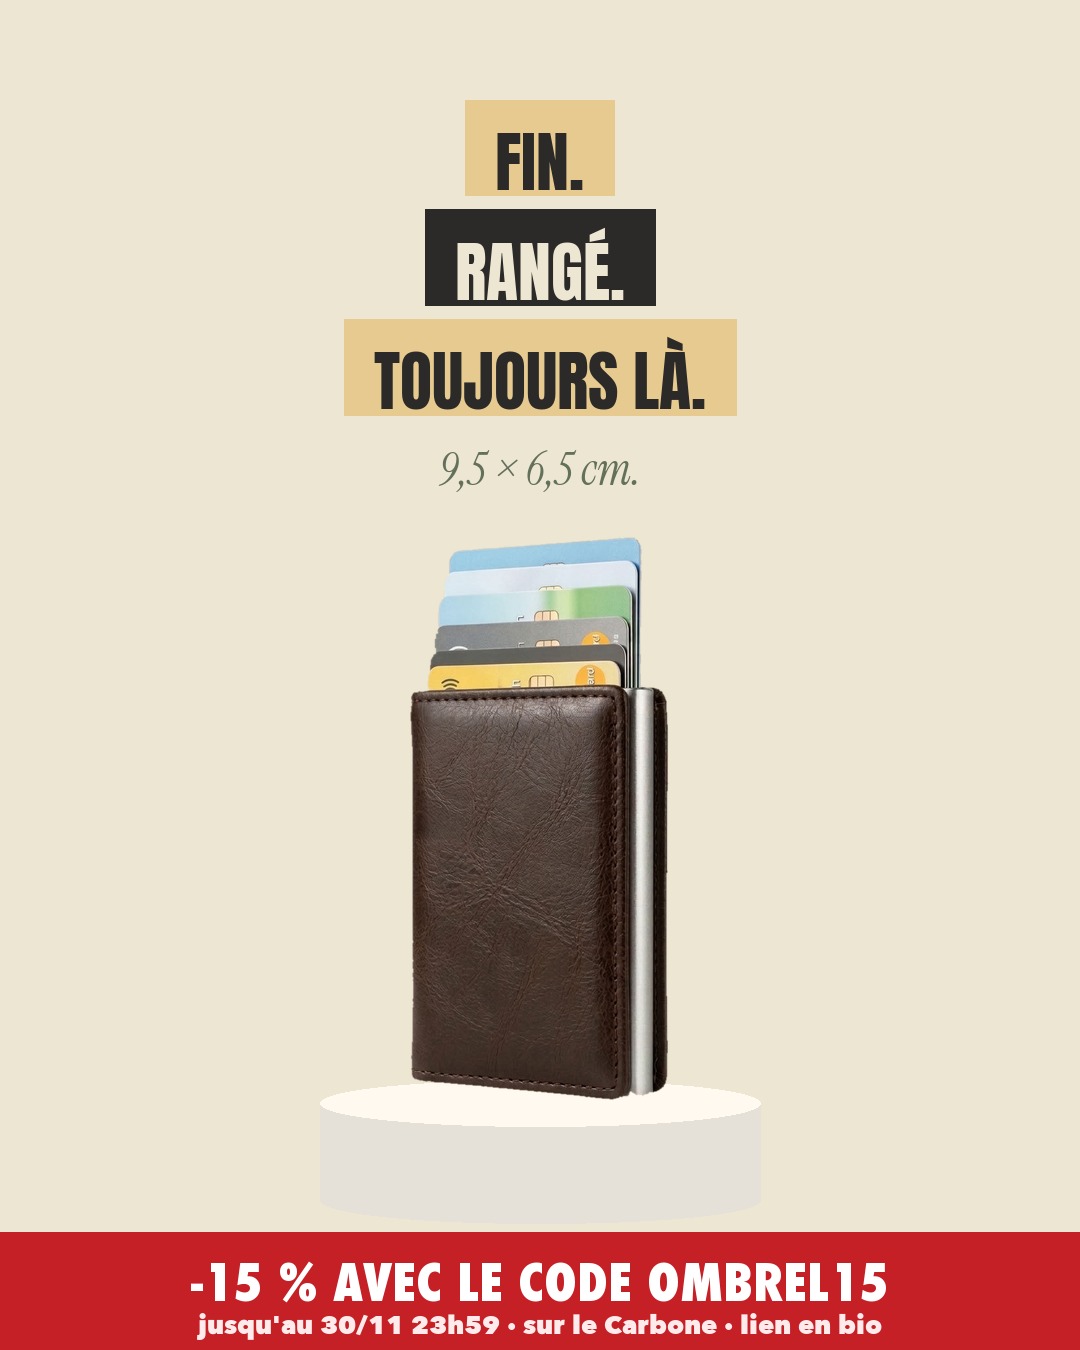 FIN.
RANGÉ.
TOUJOURS LÀ.
9,5 × 6,5 cm.
-15 % AVEC LE CODE OMBREL15
jusqu'au 30/11 23h59 • sur le Carbone • lien en bio